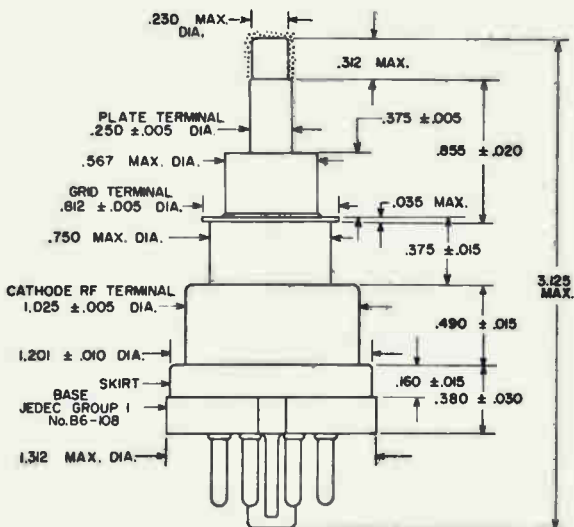 .230 MAX.
DIA.
.312 MAX.
PLATE TERMINAL
.250 ±.005 DIA.
.375 ±.005
.855 ±.020
.567 MAX. DIA.
GRID TERMINAL
.812 ±.005 DIA.
.035 MAX.
.750 MAX. DIA.
.375 ±.015
3.125
MAX.
CATHODE RF TERMINAL
1.025 ±.005 DIA.
.490 ±.015
1.201 ±.010 DIA.
SKIRT
.160 ±.015
BASE
JEDEC GROUP 1
No.B6-108
.380 ±.030
1.312 MAX. DIA.